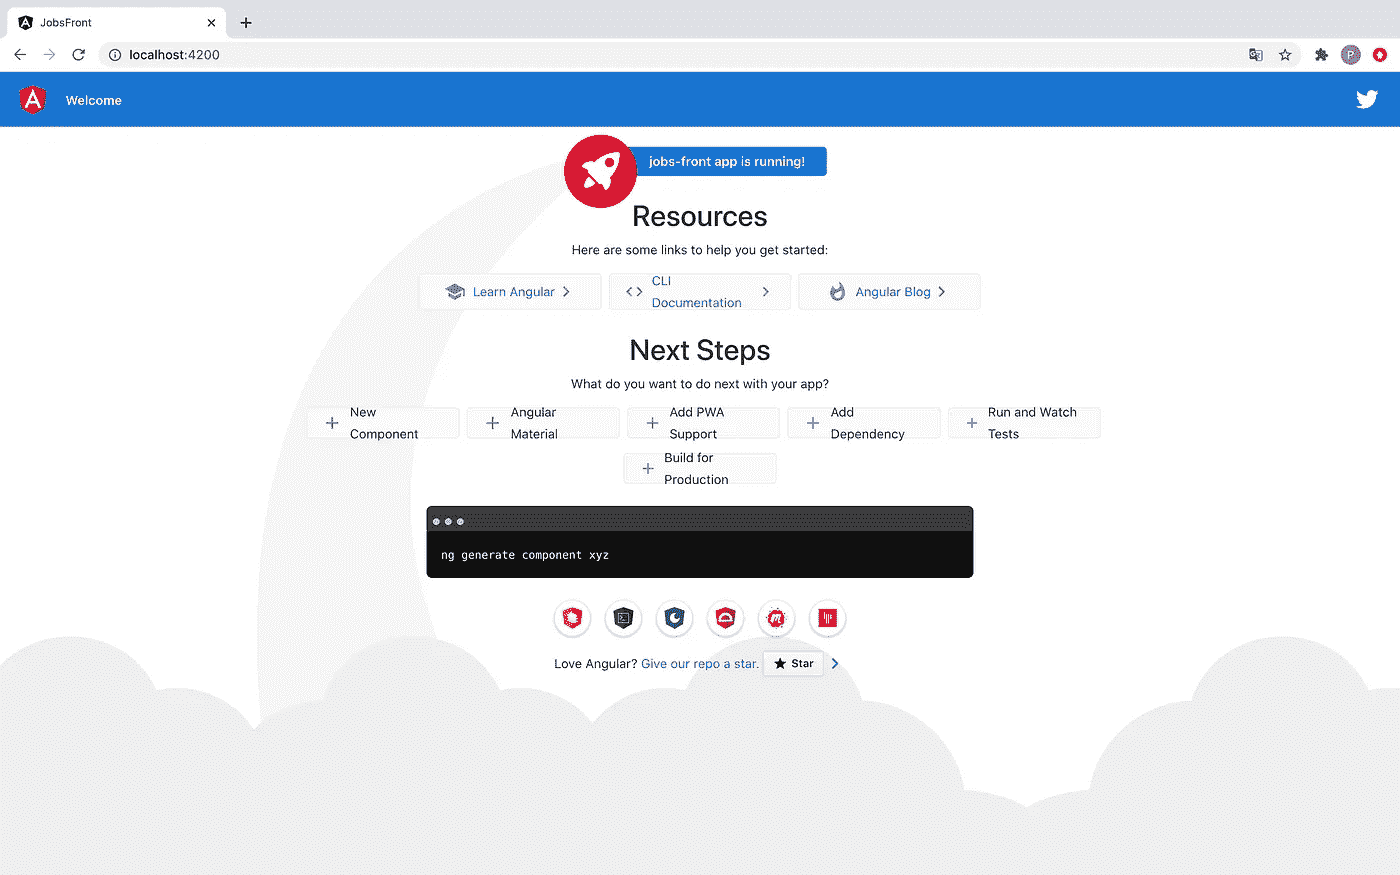 JobsFront
localhost:4200
P
Welcome
jobs-front app is running!
Resources
Here are some links to help you get started:
Learn Angular
CLI
Documentation
Angular Blog
Next Steps
What do you want to do next with your app?
New
Component
Angular
Material
Add PWA
Support
Add
Dependency
Run and Watch
Tests
Build for
Production
ng generate component xyz
Love Angular? Give our repo a star. Star